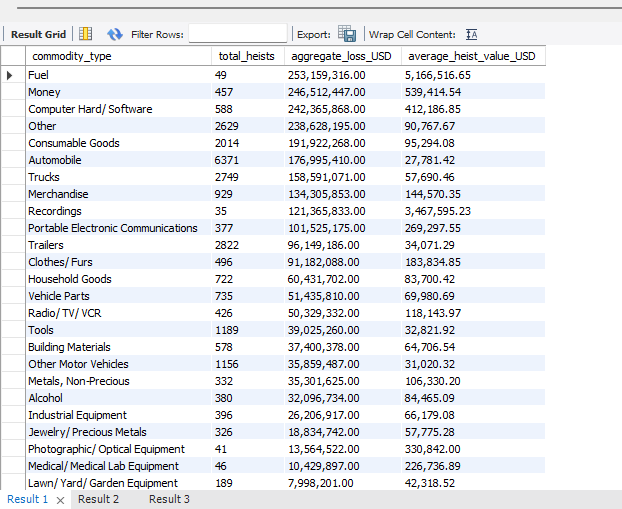 Result Grid Filter Rows: Export: Wrap Cell Content:
commodity_type total_heists aggregate_loss_USD average_heist_value_USD
Fuel 49 253,159,316.00 5,166,516.65
Money 457 246,512,447.00 539,414.54
Computer Hard/ Software 588 242,365,868.00 412,186.85
Other 2629 238,628,195.00 90,767.67
Consumable Goods 2014 191,922,268.00 95,294.08
Automobile 6371 176,995,410.00 27,781.42
Trucks 2749 158,591,071.00 57,690.46
Merchandise 929 134,305,853.00 144,570.35
Recordings 35 121,365,833.00 3,467,595.23
Portable Electronic Communications 377 101,525,175.00 269,297.55
Trailers 2822 96,149,186.00 34,071.29
Clothes/ Furs 496 91,182,088.00 183,834.85
Household Goods 722 60,431,702.00 83,700.42
Vehicle Parts 735 51,435,810.00 69,980.69
Radio/ TV/ VCR 426 50,329,332.00 118,143.97
Tools 1189 39,025,260.00 32,821.92
Building Materials 578 37,400,378.00 64,706.54
Other Motor Vehicles 1156 35,859,487.00 31,020.32
Metals, Non-Precious 332 35,301,625.00 106,330.20
Alcohol 380 32,096,734.00 84,465.09
Industrial Equipment 396 26,206,917.00 66,179.08
Jewelry/ Precious Metals 326 18,834,742.00 57,775.28
Photographic/ Optical Equipment 41 13,564,522.00 330,842.00
Medical/ Medical Lab Equipment 46 10,429,897.00 226,736.89
Lawn/ Yard/ Garden Equipment 189 7,998,201.00 42,318.52
Result 1 Result 2 Result 3